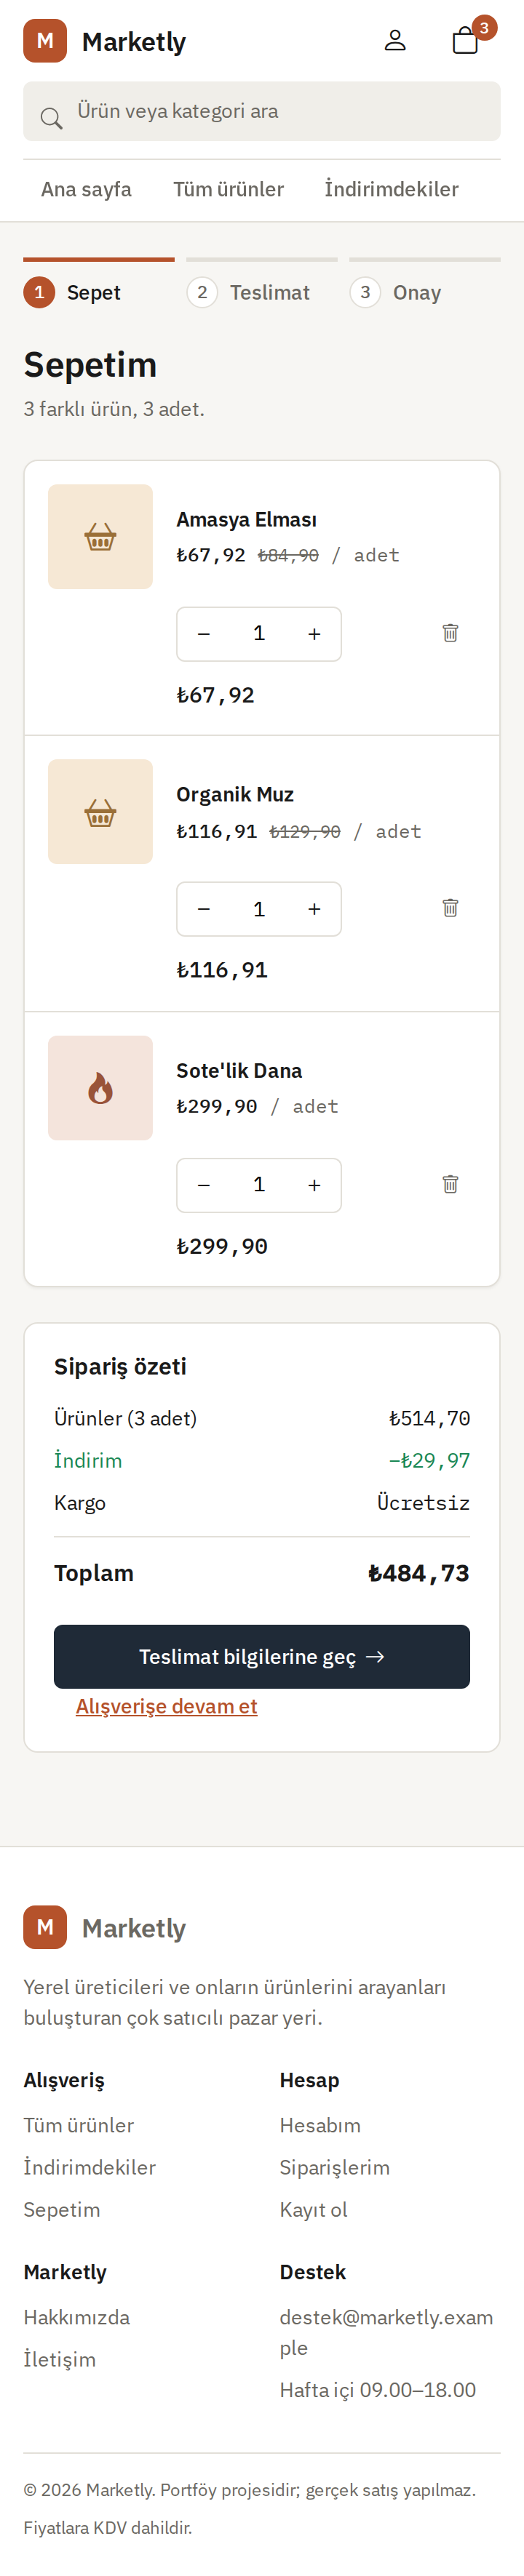 M Marketly 3
Ürün veya kategori ara
Ana sayfa Tüm ürünler İndirimdekiler
1 Sepet 2 Teslimat 3 Onay
Sepetim
3 farklı ürün, 3 adet.
Amasya Elması
₺67,92 ₺84,90 / adet
− 1 +
₺67,92
Organik Muz
₺116,91 ₺129,90 / adet
− 1 +
₺116,91
Sote'lik Dana
₺299,90 / adet
− 1 +
₺299,90
Sipariş özeti
Ürünler (3 adet) ₺514,70
İndirim −₺29,97
Kargo Ücretsiz
Toplam ₺484,73
Teslimat bilgilerine geç →
Alışverişe devam et
M Marketly
Yerel üreticileri ve onların ürünlerini arayanları
buluşturan çok satıcılı pazar yeri.
Alışveriş Hesap
Tüm ürünler Hesabım
İndirimdekiler Siparişlerim
Sepetim Kayıt ol
Marketly Destek
Hakkımızda destek@marketly.exam
ple
İletişim
Hafta içi 09.00–18.00
© 2026 Marketly. Portföy projesidir; gerçek satış yapılmaz.
Fiyatlara KDV dahildir.